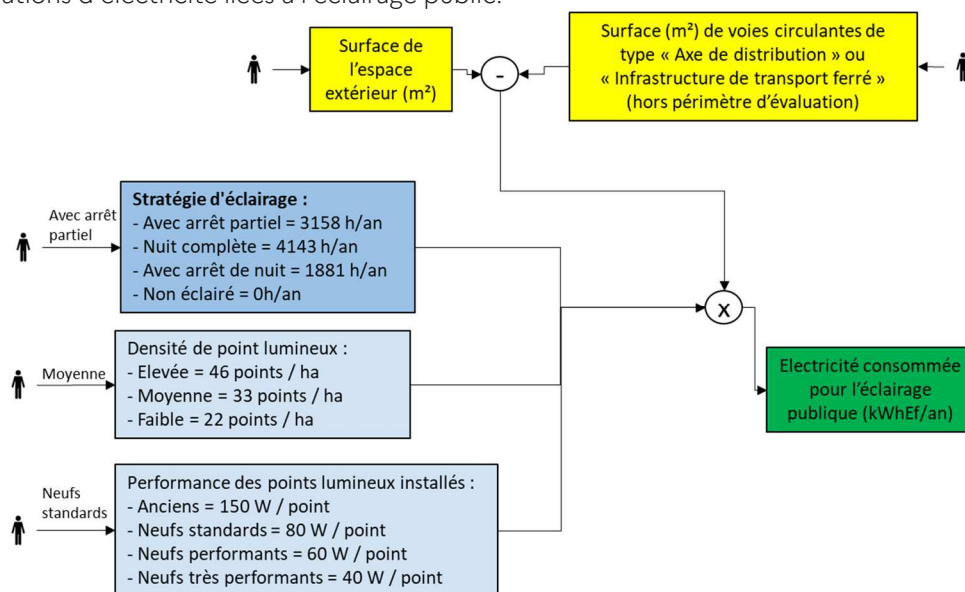 d'électricité liées à l'éclairage public.
Surface de
l'espace
extérieur (m²)
-
Surface (m²) de voies circulantes de
type « Axe de distribution » ou
« Infrastructure de transport ferré »
(hors périmètre d'évaluation)
Avec arrêt
partiel
Stratégie d'éclairage :
- Avec arrêt partiel = 3158 h/an
- Nuit complète = 4143 h/an
- Avec arrêt de nuit = 1881 h/an
- Non éclairé = 0h/an
x
Moyenne
Densité de point lumineux :
- Elevée = 46 points / ha
- Moyenne = 33 points / ha
- Faible = 22 points / ha
Electricité consommée
pour l'éclairage
publique (kWhEf/an)
Neufs
standards
Performance des points lumineux installés :
- Anciens = 150 W / point
- Neufs standards = 80 W / point
- Neufs performants = 60 W / point
- Neufs très performants = 40 W / point